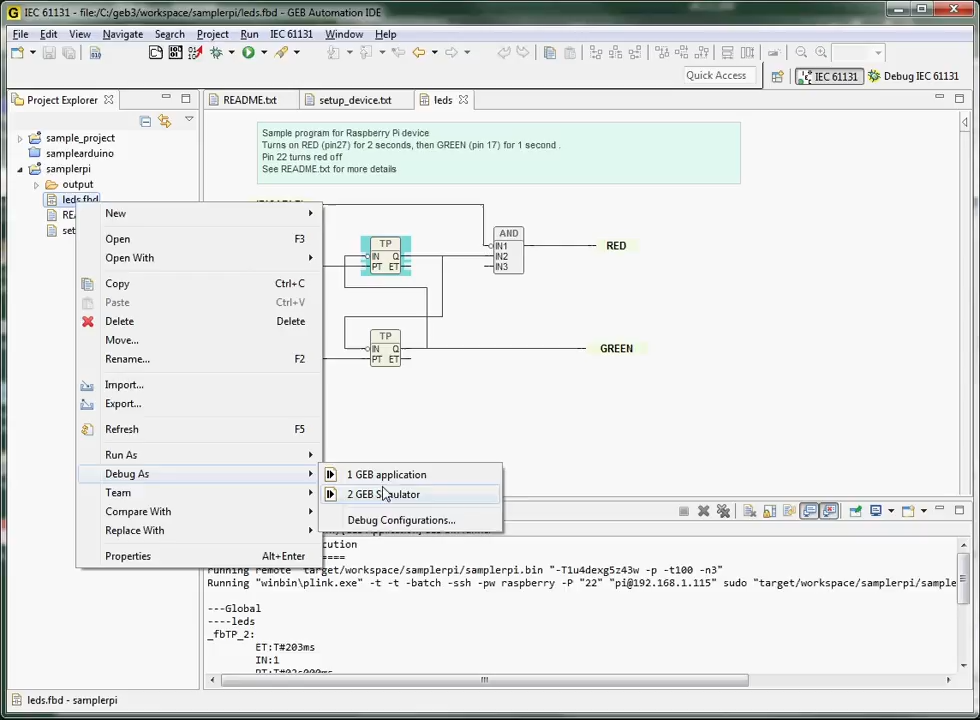 IEC 61131 - file:/C:/geb3/workspace/samplerpi/leds.fbd - GEB Automation IDE
File Edit View Navigate Search Project Run IEC 61131 Window Help
Quick Access IEC 61131 Debug IEC 61131
Project Explorer README.txt setup_device.txt leds
sample_project
samplearduino
samplerpi
output
leds.fbd
Sample program for Raspberry Pi device
Turns on RED (pin27) for 2 seconds, then GREEN (pin 17) for 1 second .
Pin 22 turns red off
See README.txt for more details
TP
IN Q
PT ET
AND
IN1
IN2
IN3
RED
TP
IN Q
PT ET
GREEN
New
Open F3
Open With
Copy Ctrl+C
Paste Ctrl+V
Delete Delete
Move...
Rename... F2
Import...
Export...
Refresh F5
Run As
Debug As
Team
Compare With
Replace With
Properties Alt+Enter
1 GEB application
2 GEB Simulator
Debug Configurations...
Running remote "target/workspace/samplerpi/samplerpi.bin "-T1u4dexg5z43w -p -t100 -n3"
Running "winbin\plink.exe" -t -t -batch -ssh -pw raspberry -P "22" "pi@192.168.1.115" sudo "target/workspace/samplerpi/sample
---Global
----leds
_fbTP_2:
ET:T#203ms
IN:1
PT:T#02s000ms
leds.fbd - samplerpi